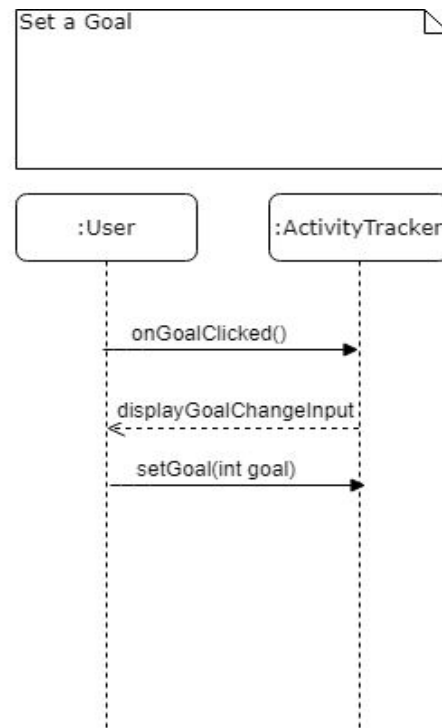 Set a Goal
:User
:ActivityTracker
onGoalClicked()
displayGoalChangeInput
setGoal(int goal)